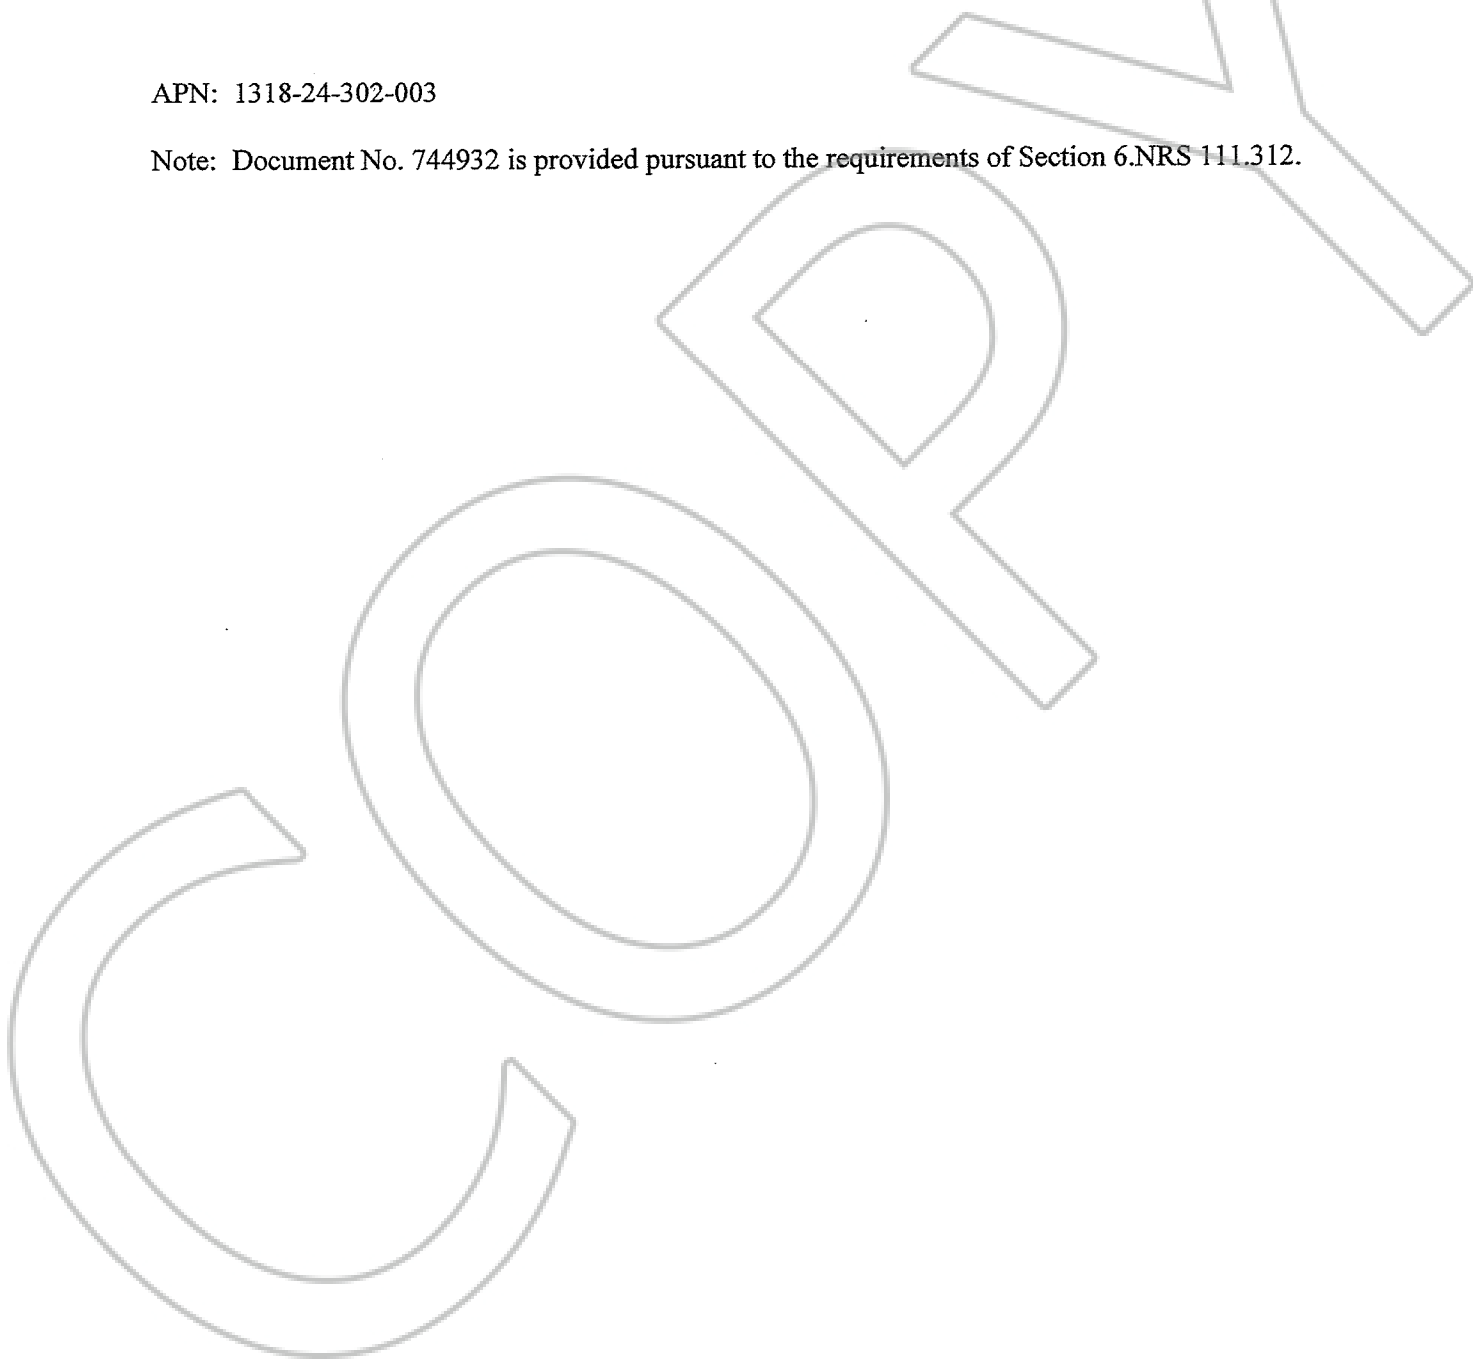 APN: 1318-24-302-003
Note: Document No. 744932 is provided pursuant to the requirements of Section 6.NRS 111.312.
COPY